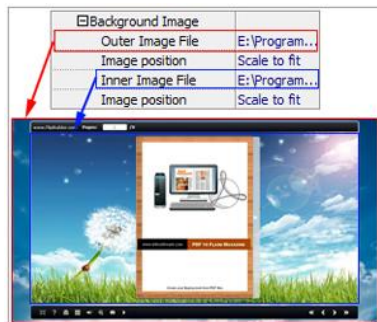 Background Image
Outer Image File E:\Program...
Image position Scale to fit
Inner Image File E:\Program...
Image position Scale to fit
Pages:
PDF TO FLASH MAGAZINE